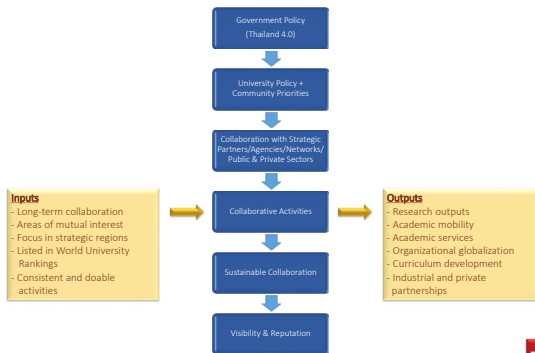 Government Policy
(Thailand 4.0)
University Policy +
Community Priorities
Collaboration with Strategic
Partners/Agencies/Networks/
Public & Private Sectors
Inputs
- Long-term collaboration
- Areas of mutual interest
- Focus in strategic regions
- Listed in World University
Rankings
- Consistent and doable
activities
Collaborative Activities
Outputs
- Research outputs
- Academic mobility
- Academic services
- Organizational globalization
- Curriculum development
- Industrial and private
partnerships
Sustainable Collaboration
Visibility & Reputation